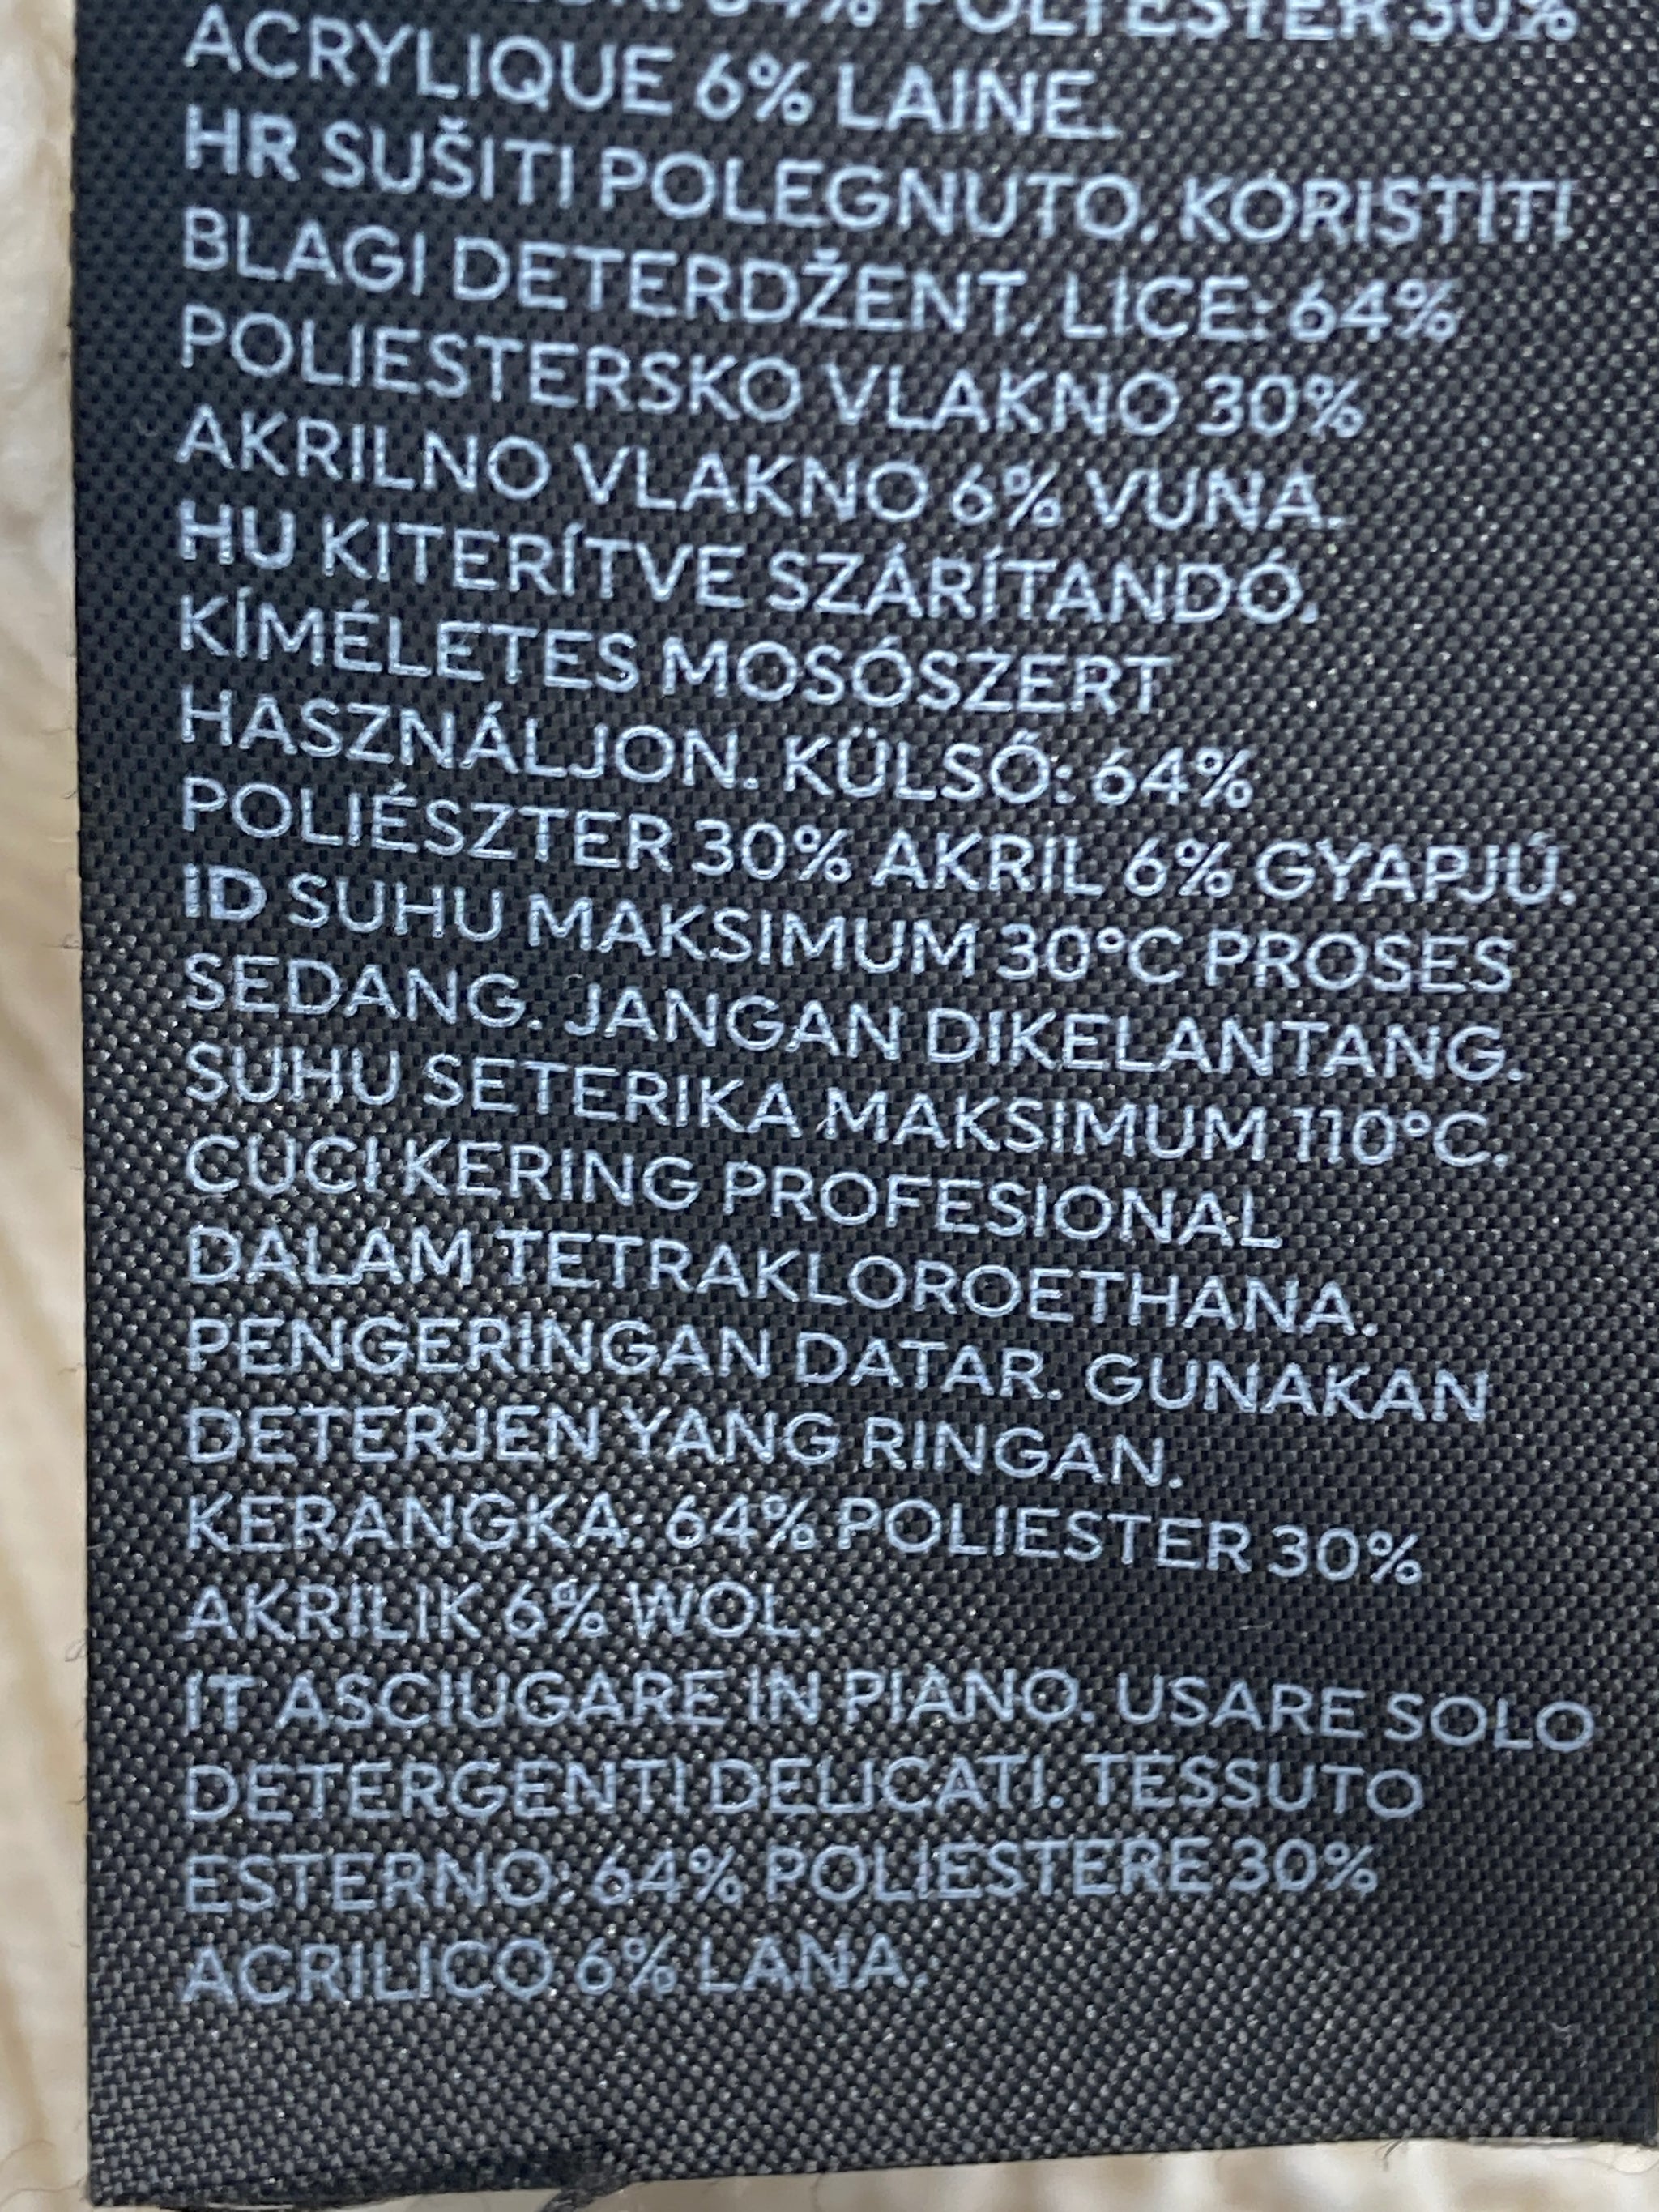 POLYESTER 30%
ACRYLIQUE 6% LAINE.
HR SUŠITI POLEGNUTO. KORISTITI
BLAGI DETERDŽENT. LICE: 64%
POLIESTERSKO VLAKNO 30%
AKRILNO VLAKNO 6% VUNA.
HU KITERÍTVE SZÁRÍTANDÓ.
KÍMÉLETES MOSÓSZERT
HASZNÁLJON. KÜLSŐ: 64%
POLIÉSZTER 30% AKRIL 6% GYAPJÚ.
ID SUHU MAKSIMUM 30°C PROSES
SEDANG. JANGAN DIKELANTANG.
SUHU SETERIKA MAKSIMUM 110°C.
CUCI KERING PROFESIONAL
DALAM TETRAKLOROETHANA.
PENGERINGAN DATAR. GUNAKAN
DETERJEN YANG RINGAN.
KERANGKA: 64% POLIESTER 30%
AKRILIK 6% WOL.
IT ASCIUGARE IN PIANO. USARE SOLO
DETERGENTI DELICATI. TESSUTO
ESTERNO: 64% POLIESTERE 30%
ACRILICO 6% LANA.